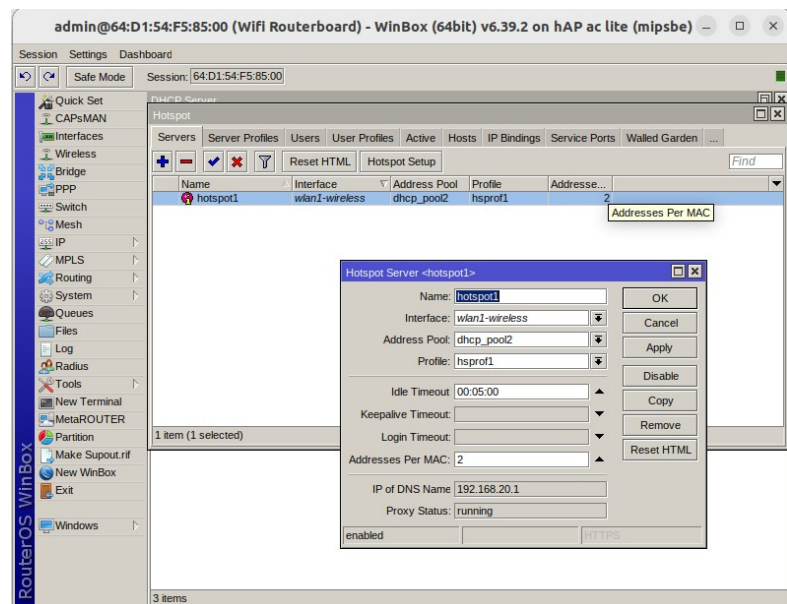 admin@64:D1:54:F5:85:00 (Wifi Routerboard) - WinBox (64bit) v6.39.2 on hAP ac lite (mipsbe)
Session Settings Dashboard
Safe Mode Session: 64:D1:54:F5:85:00
Quick Set
CAPsMAN
Interfaces
Wireless
Bridge
PPP
Switch
Mesh
IP
MPLS
Routing
System
Queues
Files
Log
Radius
Tools
New Terminal
MetaROUTER
Partition
Make Supout.rif
New WinBox
Exit
Windows
RouterOS WinBox
DHCP Server
Hotspot
Servers Server Profiles Users User Profiles Active Hosts IP Bindings Service Ports Walled Garden ...
Reset HTML Hotspot Setup Find
Name Interface Address Pool Profile Addresse...
hotspot1 wlan1-wireless dhcp_pool2 hsprof1 2
Addresses Per MAC
1 item (1 selected)
Hotspot Server <hotspot1>
Name: hotspot1
Interface: wlan1-wireless
Address Pool: dhcp_pool2
Profile: hsprof1
Idle Timeout 00:05:00
Keepalive Timeout:
Login Timeout:
Addresses Per MAC: 2
IP of DNS Name 192.168.20.1
Proxy Status: running
OK
Cancel
Apply
Disable
Copy
Remove
Reset HTML
enabled HTTPS
3 items